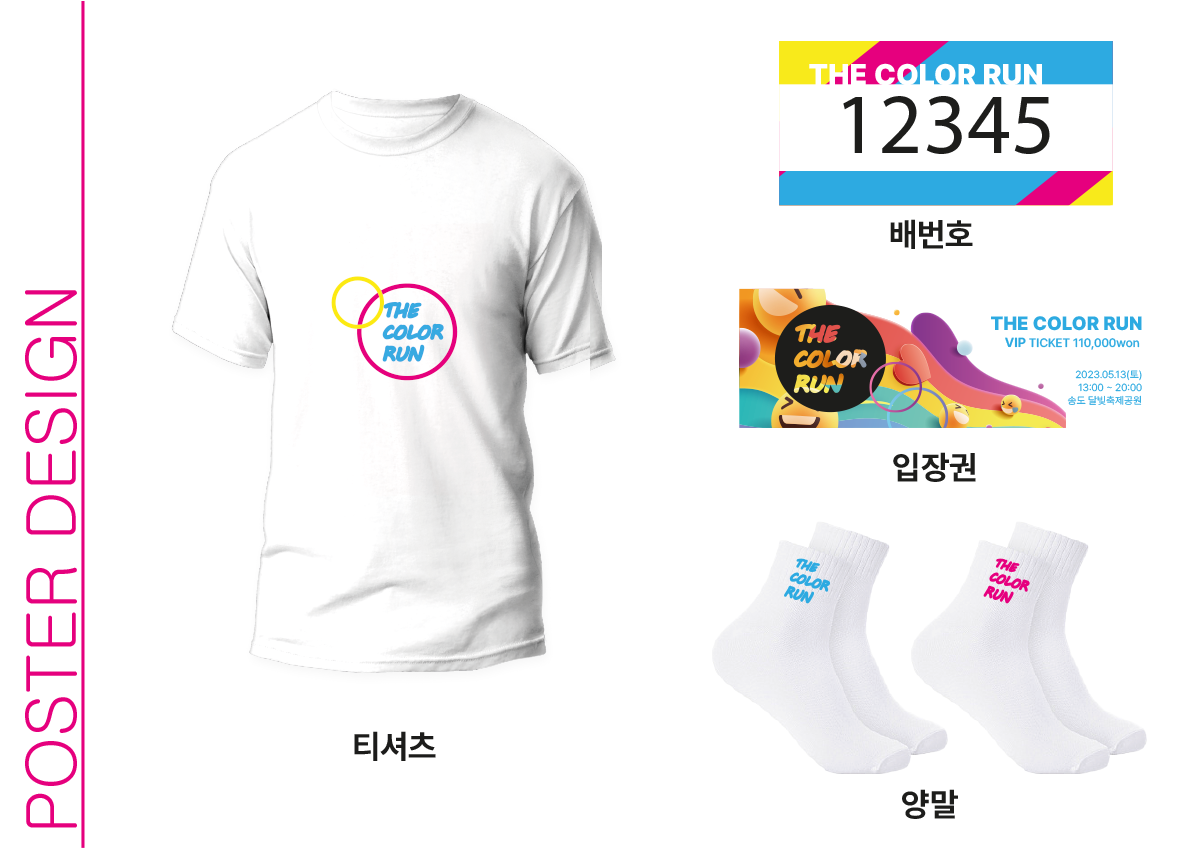 POSTER DESIGN
THE
COLOR
RUN
티셔츠
THE COLOR RUN
12345
배번호
THE
COLOR
RUN
THE COLOR RUN
VIP TICKET 110,000won
2023.05.13(토)
13:00 ~ 20:00
송도 달빛축제공원
입장권
THE
COLOR
RUN
THE
COLOR
RUN
양말